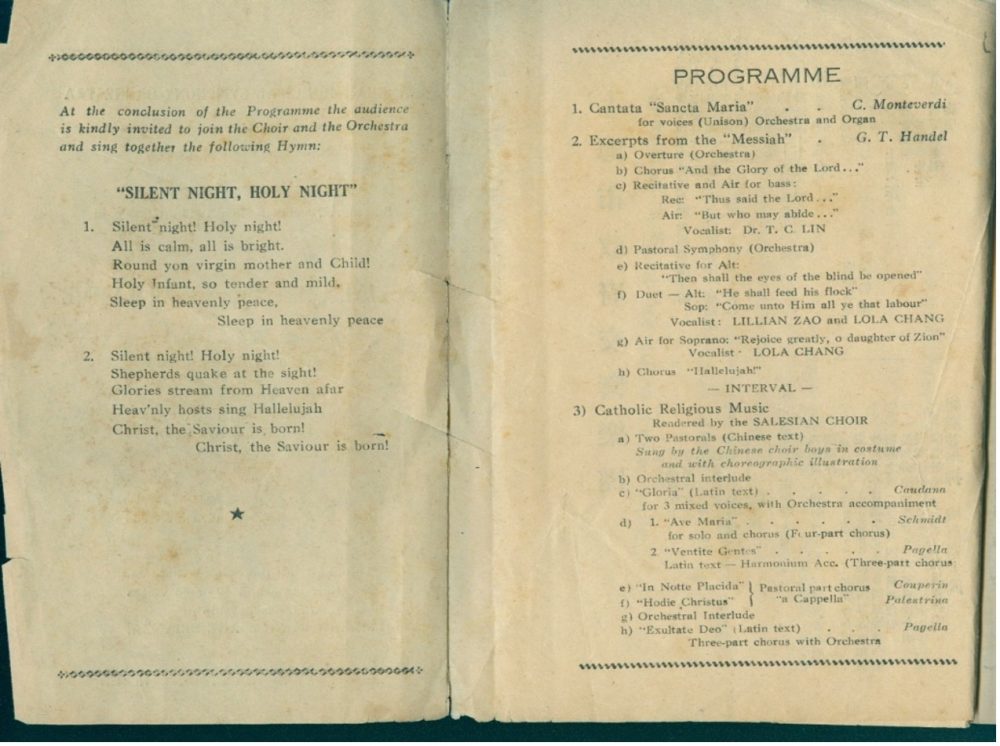 At the conclusion of the Programme the audience
is kindly invited to join the Choir and the Orchestra
and sing together the following Hymn:
"SILENT NIGHT, HOLY NIGHT"
1. Silent night! Holy night!
All is calm, all is bright.
Round yon virgin mother and Child!
Holy Infant, so tender and mild,
Sleep in heavenly peace,
Sleep in heavenly peace
2. Silent night! Holy night!
Shepherds quake at the sight!
Glories stream from Heaven afar
Heav'nly hosts sing Hallelujah
Christ, the Saviour is born!
Christ, the Saviour is born!
PROGRAMME
1. Cantata "Sancta Maria" . . C. Monteverdi
for voices (Unison) Orchestra and Organ
2. Excerpts from the "Messiah" . G. T. Handel
a) Overture (Orchestra)
b) Chorus "And the Glory of the Lord..."
c) Recitative and Air for bass:
Rec: "Thus said the Lord..."
Air: "But who may abide..."
Vocalist: Dr. T. C. LIN
d) Pastoral Symphony (Orchestra)
e) Recitative for Alt:
"Then shall the eyes of the blind be opened"
f) Duet — Alt: "He shall feed his flock"
Sop: "Come unto Him all ye that labour"
Vocalist: LILLIAN ZAO and LOLA CHANG
g) Air for Soprano: "Rejoice greatly, o daughter of Zion"
Vocalist LOLA CHANG
h) Chorus "Hallelujah!"
— INTERVAL —
3) Catholic Religious Music
Rendered by the SALESIAN CHOIR
a) Two Pastorals (Chinese text)
Sung by the Chinese choir boys in costume
and with choreographic illustration
b) Orchestral interlude
c) "Gloria" (Latin text) . . . . . Caudana
for 3 mixed voices, with Orchestra accompaniment
d) 1. "Ave Maria" . . . . . . Schmidt
for solo and chorus (Four-part chorus)
2 "Ventite Gentes" . . . . . Pagella
Latin text — Harmonium Acc. (Three-part chorus
e) "In Notte Placida" } Pastoral part chorus Couperin
f) "Hodie Christus" } "a Cappella" Palestrina
g) Orchestral Interlude
h) "Exultate Deo" (Latin text) . . . Pagella
Three-part chorus with Orchestra